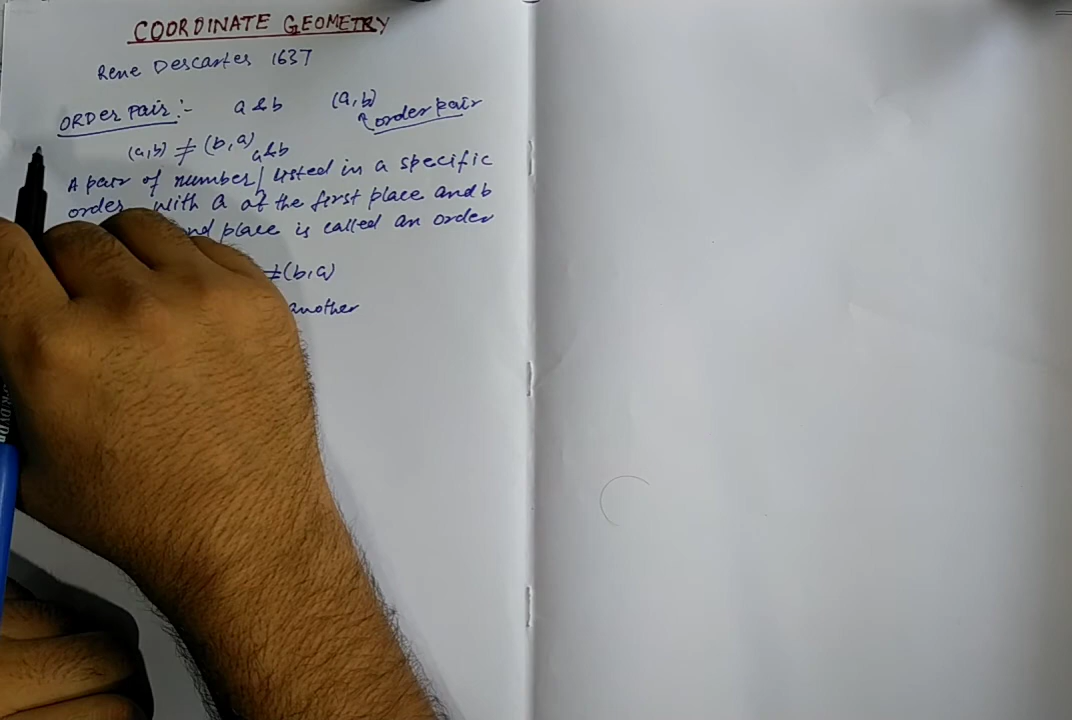 COORDINATE GEOMETRY
Rene Descartes 1637
ORDer Pair :- a & b (a,b)
order pair
(a,b) ≠ (b,a)
a & b
A pair of number listed in a specific
order with a at the first place and b
nd place is called an order
≠ (b,a)
another